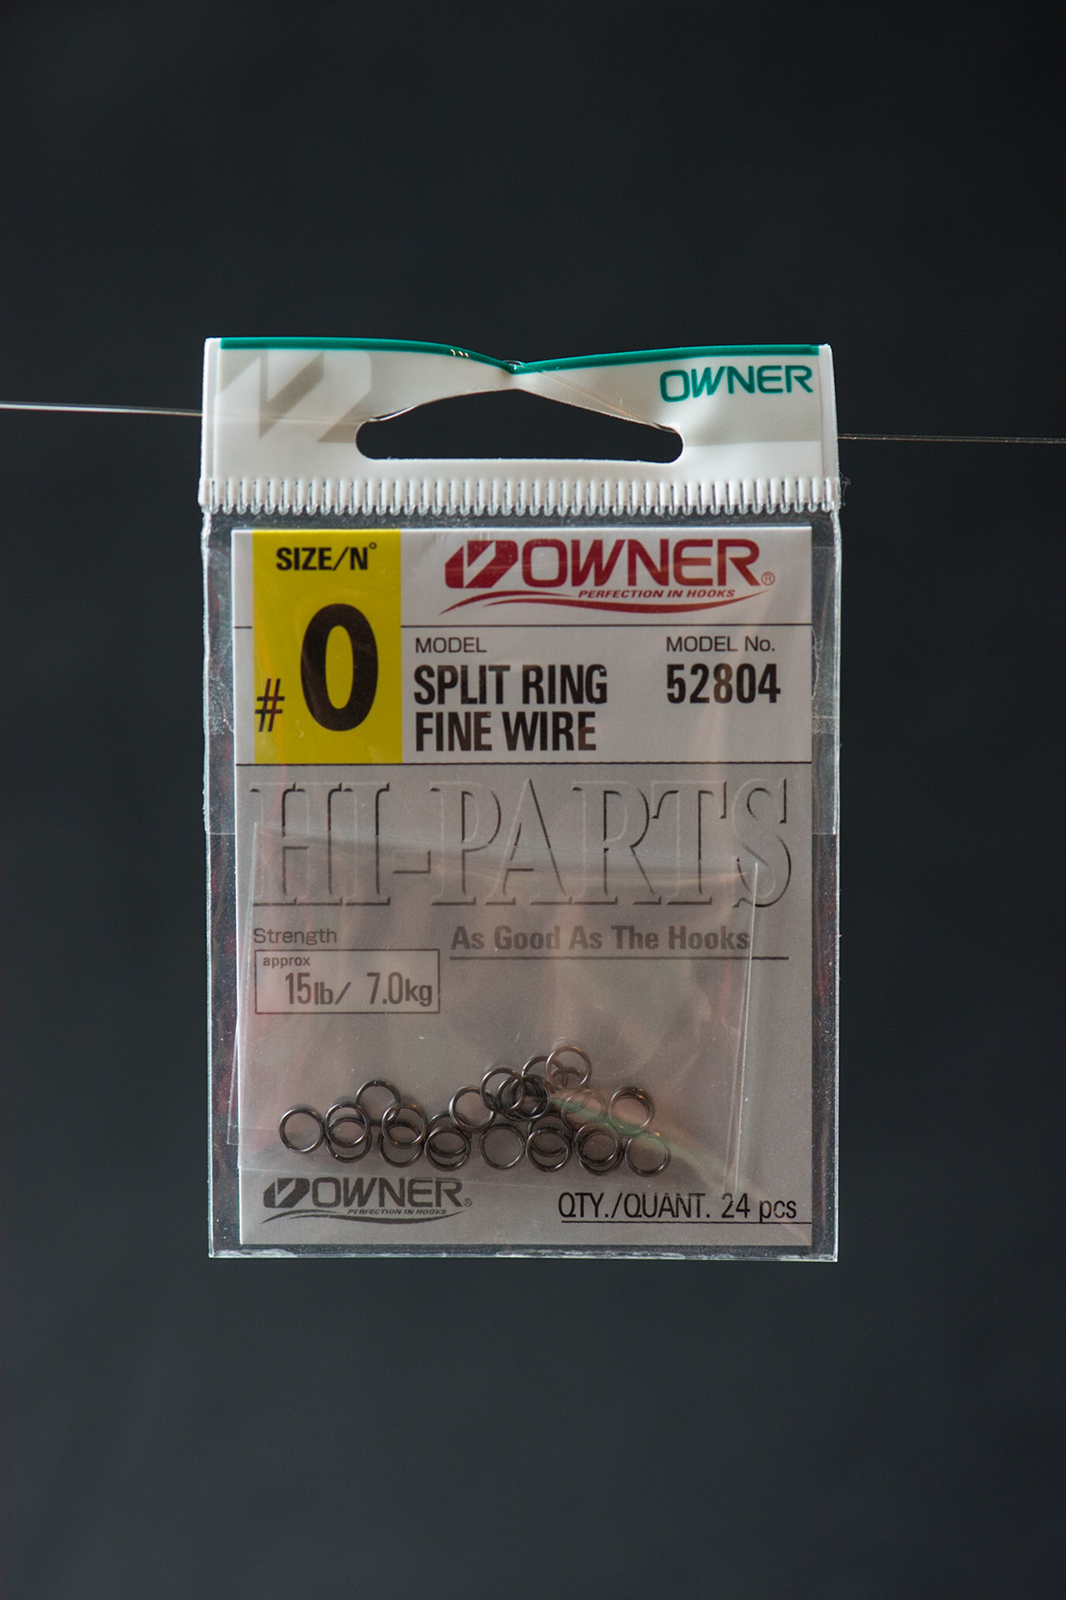 OWNER
SIZE/N°
#0
OWNER®
PERFECTION IN HOOKS
MODEL
SPLIT RING
FINE WIRE
MODEL No.
52804
HI-PARTS
As Good As The Hooks
Strength
approx
15lb/ 7.0kg
OWNER®
PERFECTION IN HOOKS
QTY./QUANT. 24 pcs